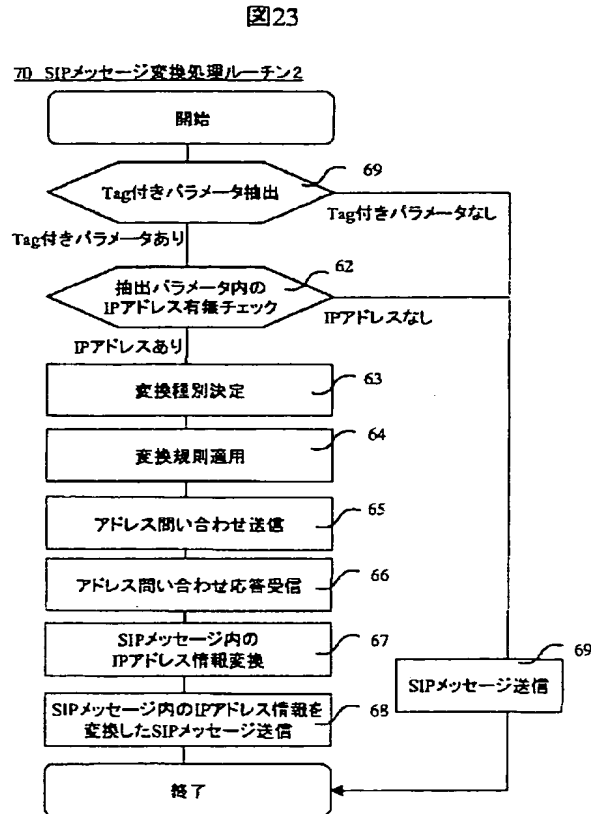 図23
70 SIPメッセージ変換処理ルーチン2
開始
69
Tag付きパラメータ抽出
Tag付きパラメータなし
Tag付きパラメータあり
62
抽出パラメータ内の
IPアドレス有無チェック
IPアドレスなし
IPアドレスあり
63
変換種別決定
64
変換規則適用
65
アドレス問い合わせ送信
66
アドレス問い合わせ応答受信
SIPメッセージ内の
IPアドレス情報変換
67
69
SIPメッセージ送信
SIPメッセージ内のIPアドレス情報を
変換したSIPメッセージ送信
68
終了